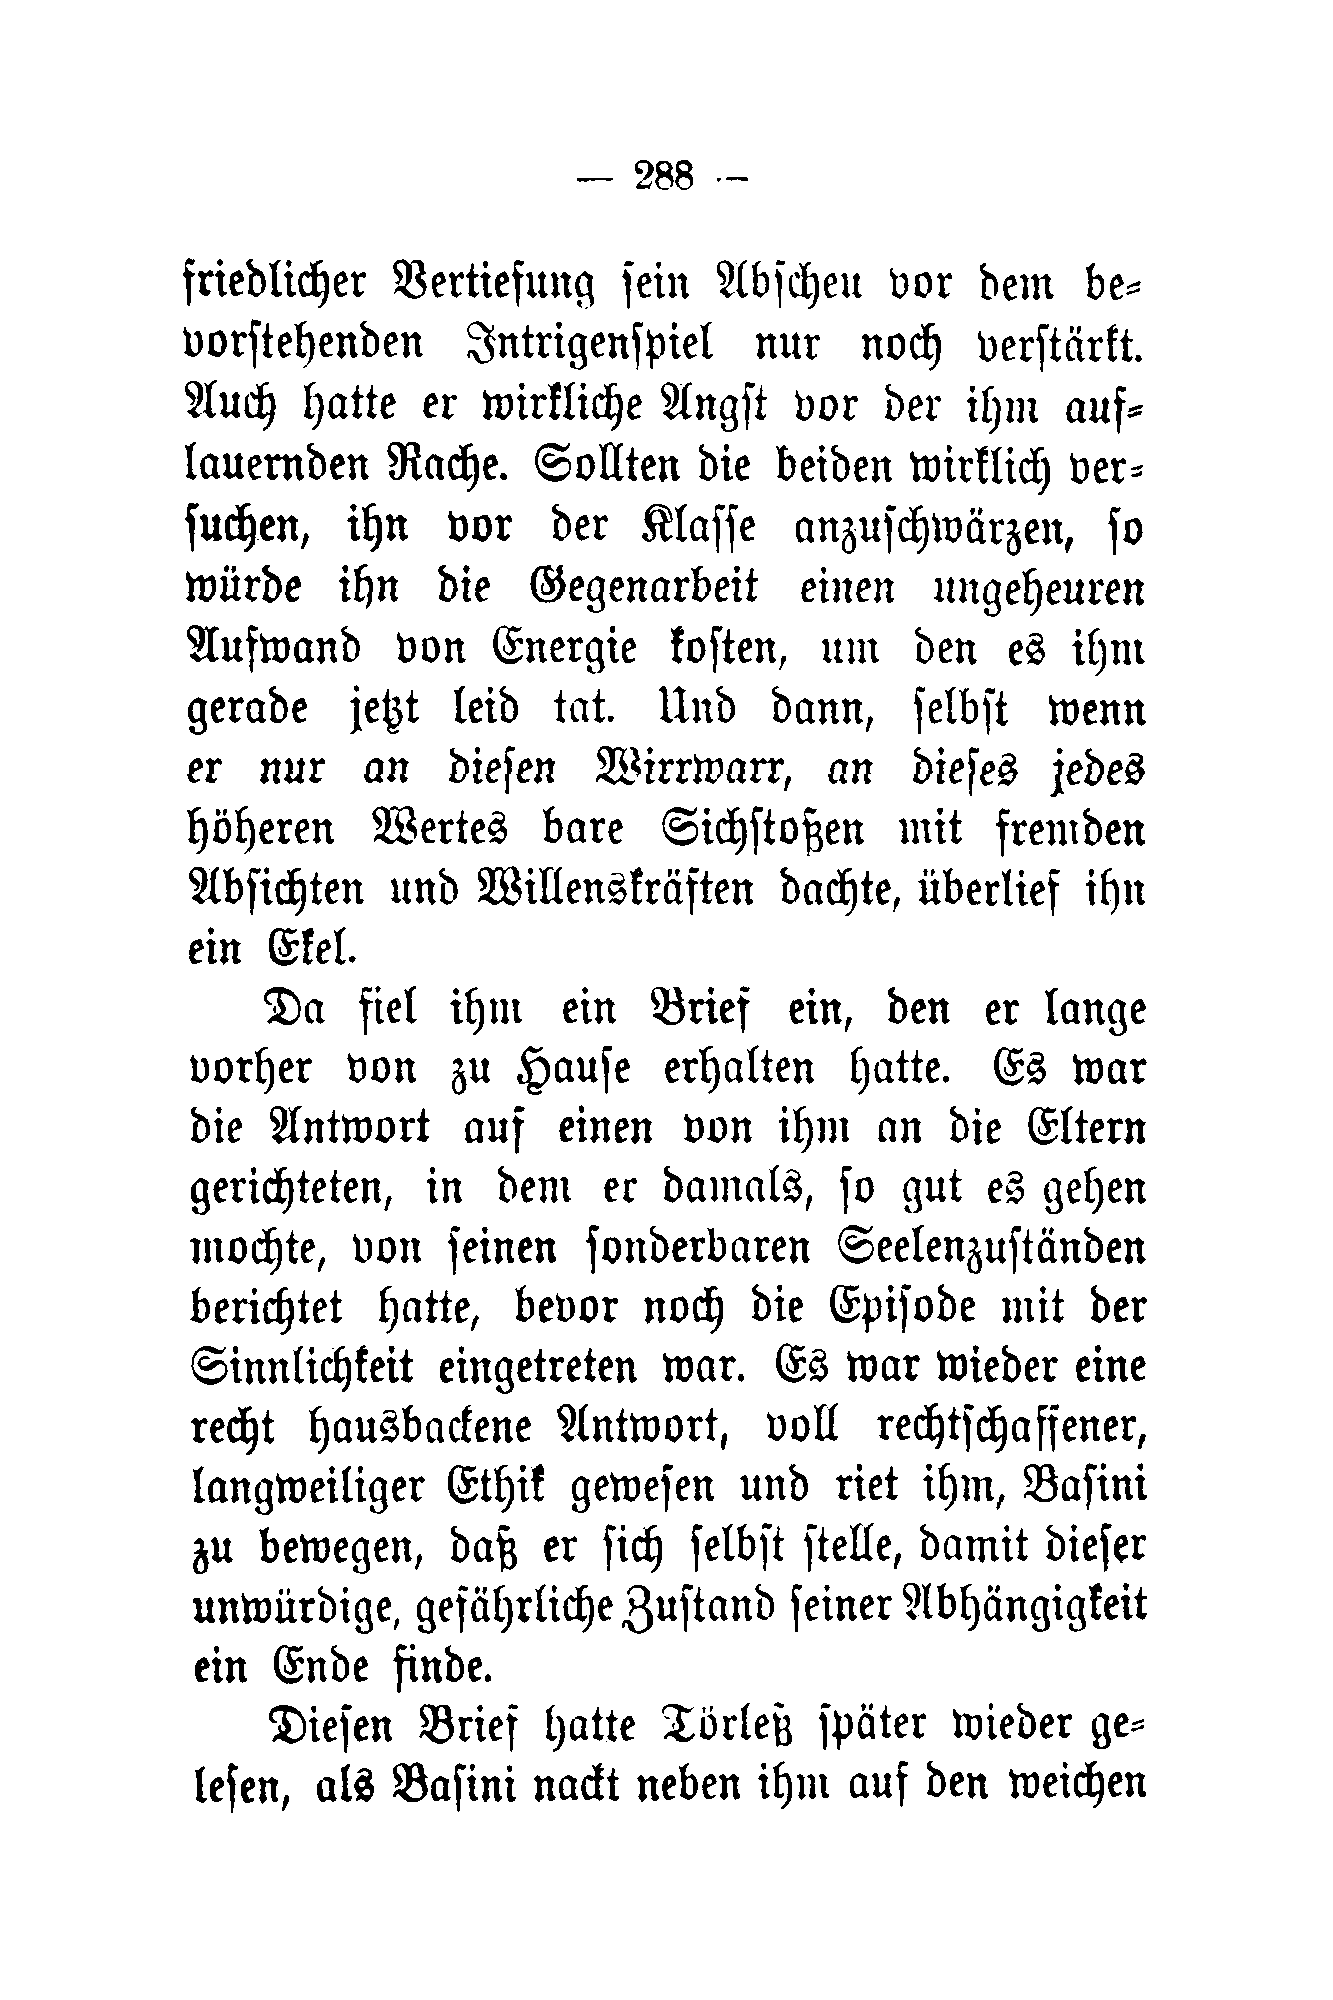 — 288 —
friedlicher Vertiefung sein Abscheu vor dem be-
vorstehenden Intrigenspiel nur noch verstärkt.
Auch hatte er wirkliche Angst vor der ihm auf-
lauernden Rache. Sollten die beiden wirklich ver-
suchen, ihn vor der Klasse anzuschwärzen, so
würde ihn die Gegenarbeit einen ungeheuren
Aufwand von Energie kosten, um den es ihm
gerade jetzt leid tat. Und dann, selbst wenn
er nur an diesen Wirrwarr, an dieses jedes
höheren Wertes bare Sichstoßen mit fremden
Absichten und Willenskräften dachte, überlief ihn
ein Ekel.
Da fiel ihm ein Brief ein, den er lange
vorher von zu Hause erhalten hatte. Es war
die Antwort auf einen von ihm an die Eltern
gerichteten, in dem er damals, so gut es gehen
mochte, von seinen sonderbaren Seelenzuständen
berichtet hatte, bevor noch die Episode mit der
Sinnlichkeit eingetreten war. Es war wieder eine
recht hausbackene Antwort, voll rechtschaffener,
langweiliger Ethik gewesen und riet ihm, Basini
zu bewegen, daß er sich selbst stelle, damit dieser
unwürdige, gefährliche Zustand seiner Abhängigkeit
ein Ende finde.
Diesen Brief hatte Törleß später wieder ge-
lesen, als Basini nackt neben ihm auf den weichen